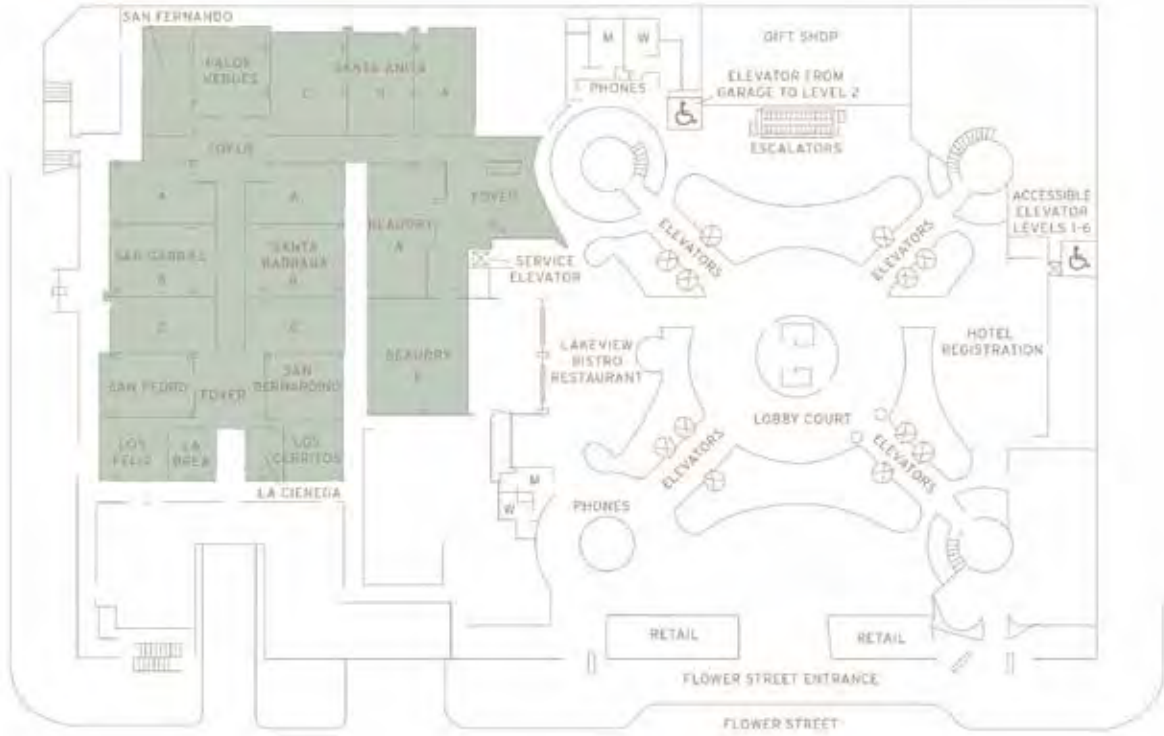 SAN FERNANDO
PALOS
VERDES
SANTA ANITA
C
B
A
M
W
PHONES
GIFT SHOP
ELEVATOR FROM
GARAGE TO LEVEL 2
ESCALATORS
FOYER
A
A
BEAUDRY
A
FOYER
SAN GABRIEL
B
SANTA
BARBARA
B
SERVICE
ELEVATOR
ELEVATORS
ELEVATORS
ACCESSIBLE
ELEVATOR
LEVELS 1-6
C
C
BEAUDRY
B
LAKEVIEW
BISTRO
RESTAURANT
HOTEL
REGISTRATION
SAN PEDRO
FOYER
SAN
BERNARDINO
LOBBY COURT
LOS
FELIZ
LA
BREA
LOS
CERRITOS
ELEVATORS
ELEVATORS
LA CIENEGA
M
W
PHONES
RETAIL
RETAIL
FLOWER STREET ENTRANCE
FLOWER STREET